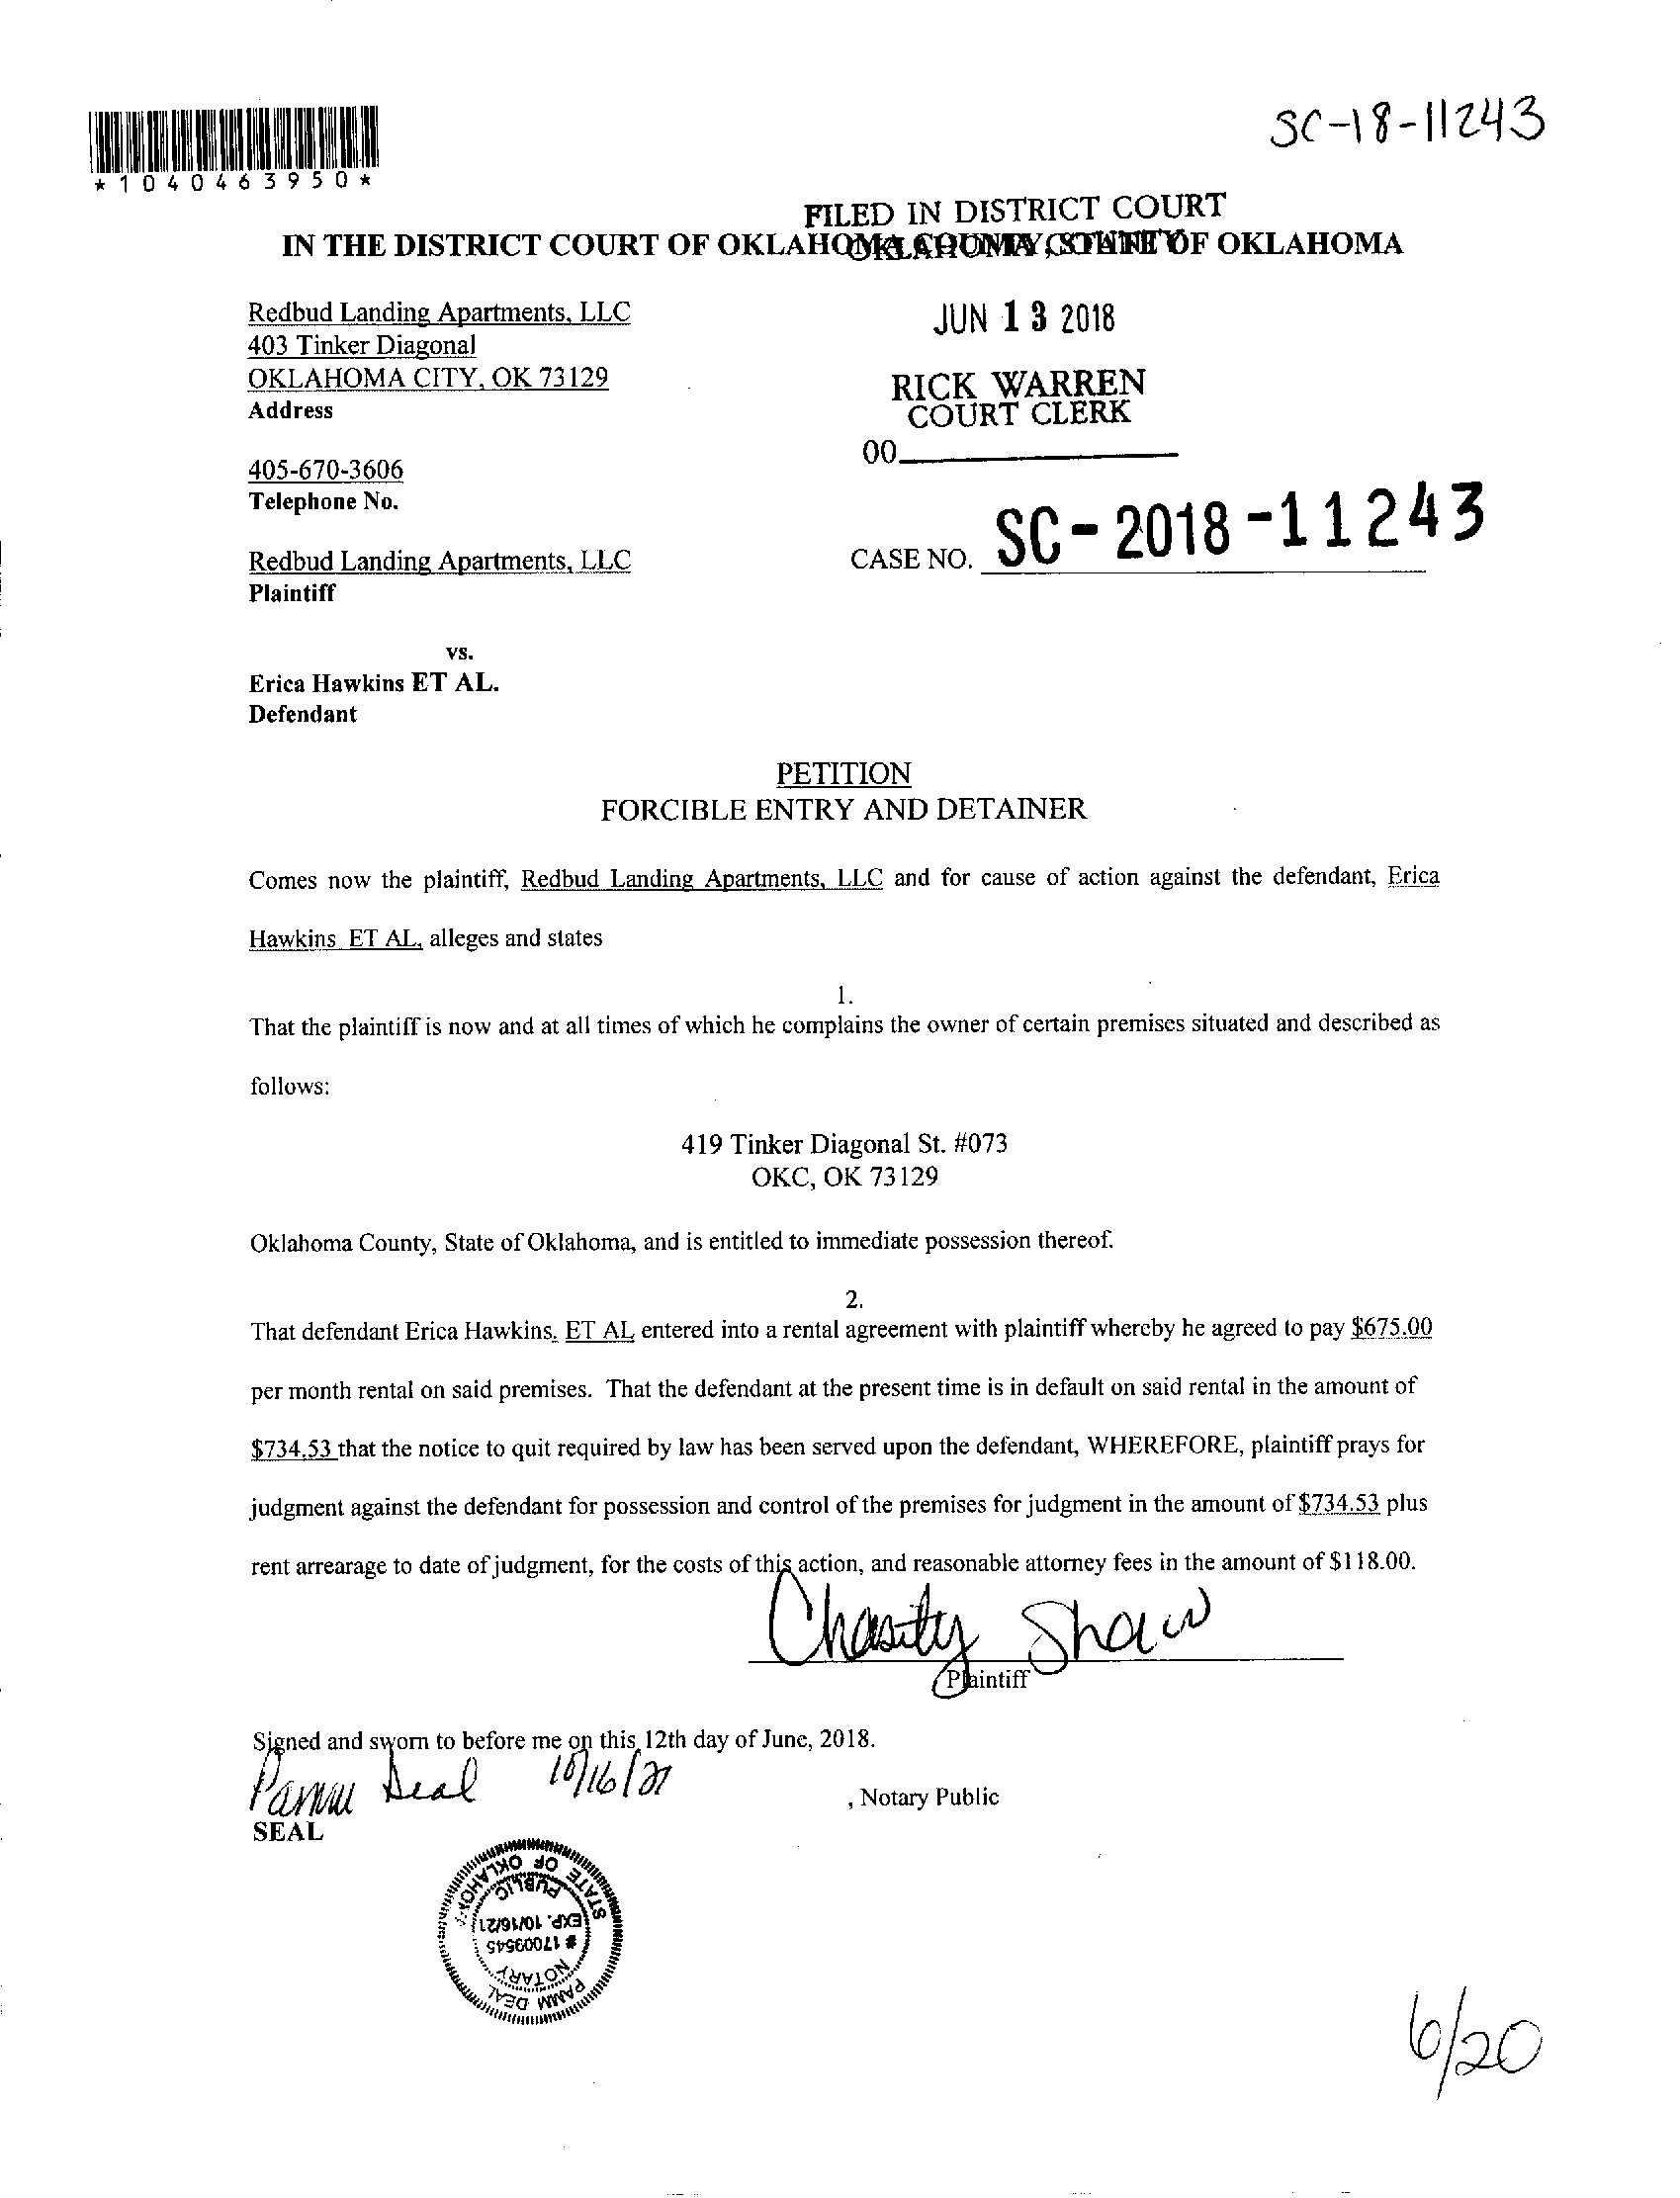 SC-18-11243
*1040463950*
FILED IN DISTRICT COURT
OKLAHOMA COUNTY
IN THE DISTRICT COURT OF OKLAHOMA COUNTY, STATE OF OKLAHOMA
Redbud Landing Apartments, LLC
403 Tinker Diagonal
OKLAHOMA CITY, OK 73129
Address
JUN 13 2018
RICK WARREN
COURT CLERK
00
405-670-3606
Telephone No.
CASE NO. SC-2018-11243
Redbud Landing Apartments, LLC
Plaintiff
vs.
Erica Hawkins ET AL.
Defendant
PETITION
FORCIBLE ENTRY AND DETAINER
Comes now the plaintiff, Redbud Landing Apartments, LLC and for cause of action against the defendant, Erica
Hawkins ET AL, alleges and states
1.
That the plaintiff is now and at all times of which he complains the owner of certain premises situated and described as
follows:
419 Tinker Diagonal St. #073
OKC, OK 73129
Oklahoma County, State of Oklahoma, and is entitled to immediate possession thereof.
2.
That defendant Erica Hawkins, ET AL entered into a rental agreement with plaintiff whereby he agreed to pay $675.00
per month rental on said premises. That the defendant at the present time is in default on said rental in the amount of
$734.53 that the notice to quit required by law has been served upon the defendant, WHEREFORE, plaintiff prays for
judgment against the defendant for possession and control of the premises for judgment in the amount of $734.53 plus
rent arrearage to date of judgment, for the costs of this action, and reasonable attorney fees in the amount of $118.00.
Chasity Shaw
Plaintiff
Signed and sworn to before me on this 12th day of June, 2018.
Pamm Deal 10/16/21
, Notary Public
SEAL
PAMM DEAL
NOTARY
# 17009545
EXP. 10/16/21
PUBLIC
STATE OF OKLAHOMA
6/20